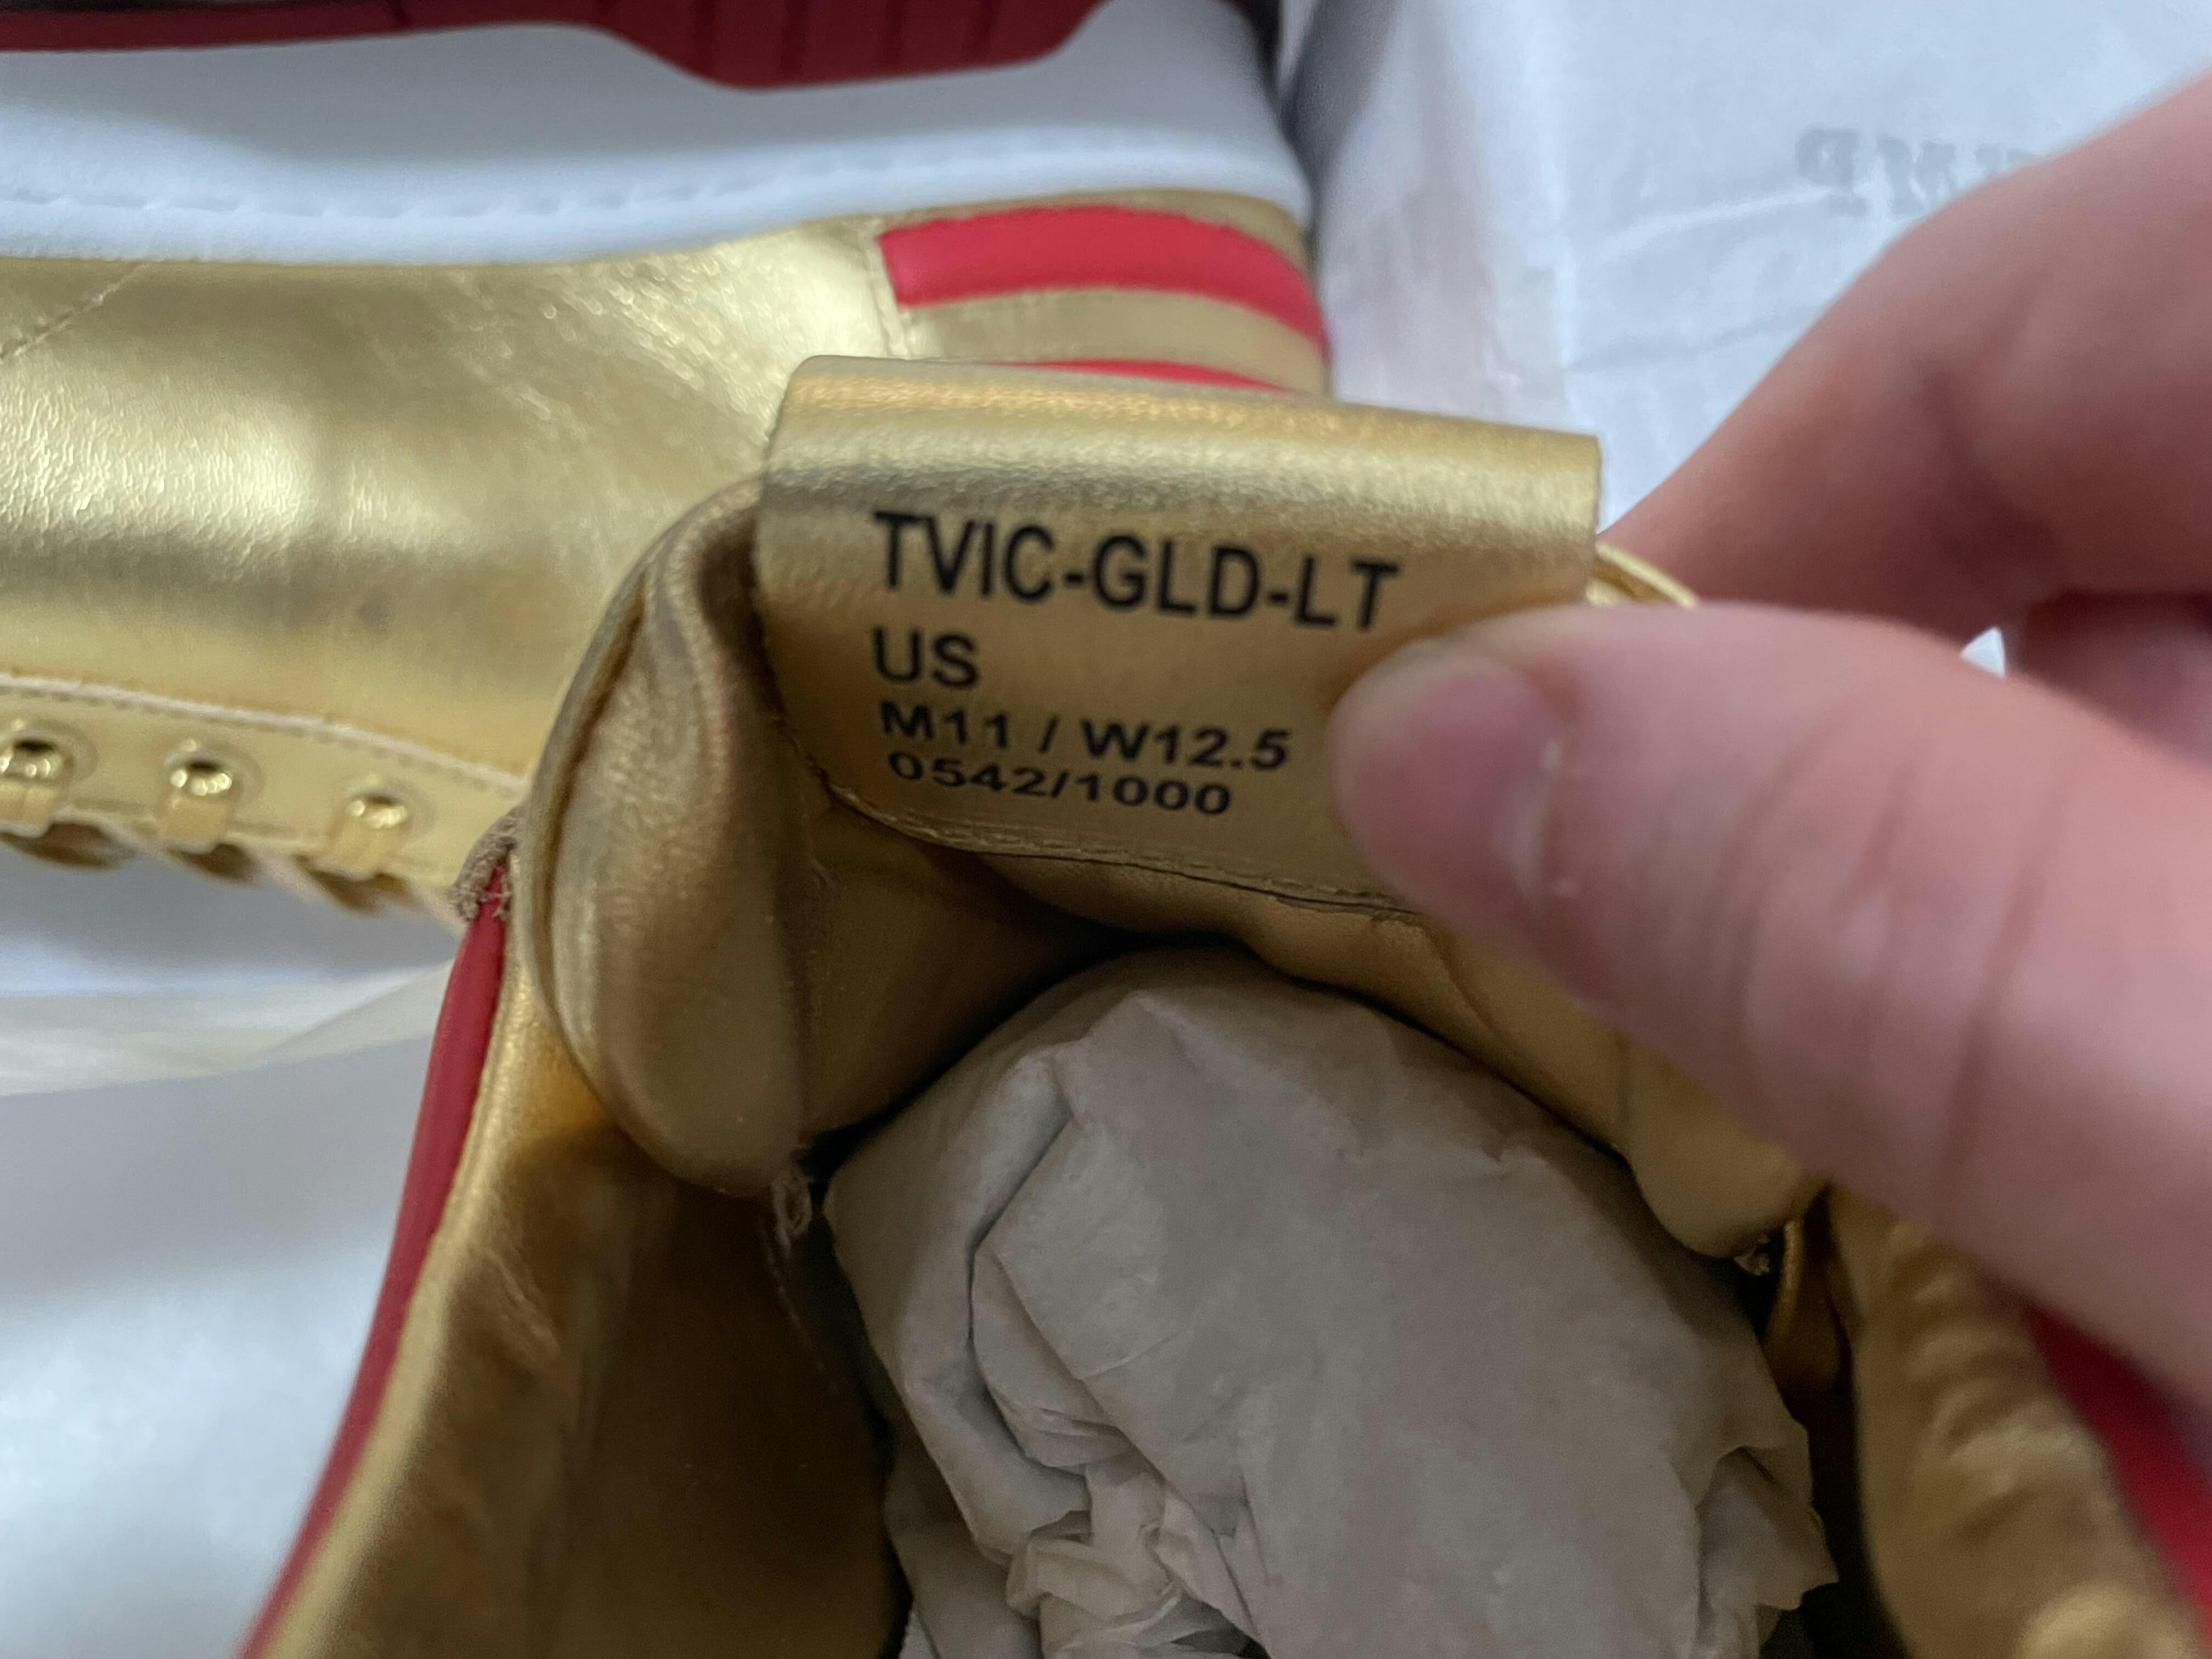 TVIC-GLD-LT
US
M11 / W12.5
0542/1000